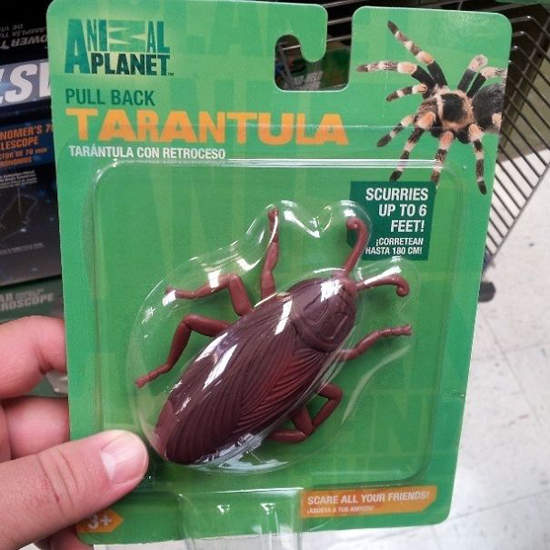 ANIMAL
PLANET™
PULL BACK
TARANTULA
TARÁNTULA CON RETROCESO
SCURRIES
UP TO 6
FEET!
¡CORRETEAN
HASTA 180 CM!
SCARE ALL YOUR FRIENDS!
3+